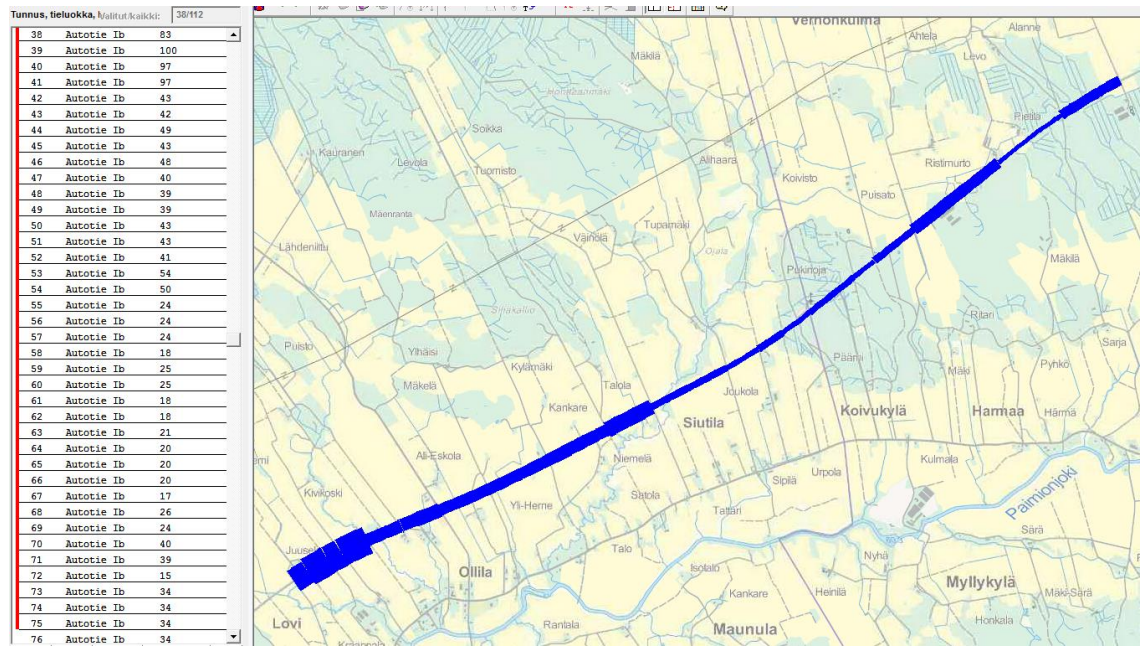 Tunnus, tieluokka, l
valitut/kaikki:
38/112
38 Autotie Ib 83
39 Autotie Ib 100
40 Autotie Ib 97
41 Autotie Ib 97
42 Autotie Ib 43
43 Autotie Ib 42
44 Autotie Ib 49
45 Autotie Ib 43
46 Autotie Ib 48
47 Autotie Ib 40
48 Autotie Ib 39
49 Autotie Ib 39
50 Autotie Ib 43
51 Autotie Ib 43
52 Autotie Ib 41
53 Autotie Ib 54
54 Autotie Ib 50
55 Autotie Ib 24
56 Autotie Ib 24
57 Autotie Ib 24
58 Autotie Ib 18
59 Autotie Ib 25
60 Autotie Ib 25
61 Autotie Ib 18
62 Autotie Ib 18
63 Autotie Ib 21
64 Autotie Ib 20
65 Autotie Ib 20
66 Autotie Ib 20
67 Autotie Ib 17
68 Autotie Ib 26
69 Autotie Ib 24
70 Autotie Ib 40
71 Autotie Ib 39
72 Autotie Ib 15
73 Autotie Ib 34
74 Autotie Ib 34
75 Autotie Ib 34
76 Autotie Ib 34
Alanne
Ahtela
Levo
Mäkilä
Pietilä
Soikka
Kauranen
Levola
Tuomisto
Alihaara
Koivisto
Ristimurto
Puisato
Mäenranta
Tupamäki
Väinölä
Lähdeniittu
Ojala
Mäkilä
Pukinoja
Sinakallio
Ritari
Puisto
Ylhäisi
Kylämäki
Päärni
Sarja
Pyhkö
Mäki
Mäkelä
Talola
Joukola
Kankare
Siutila
Koivukylä
Harmaa
Härmä
Ali-Eskola
Niemelä
Kulmala
Urpola
Sipilä
Kivikoski
Yli-Herne
Satola
Tattari
Paimionjoki
Särä
Talo
Nyhä
Ollila
Isotalo
Myllykylä
Kankare
Heinilä
Mäki-Särä
Honkala
Lovi
Rantala
Maunula